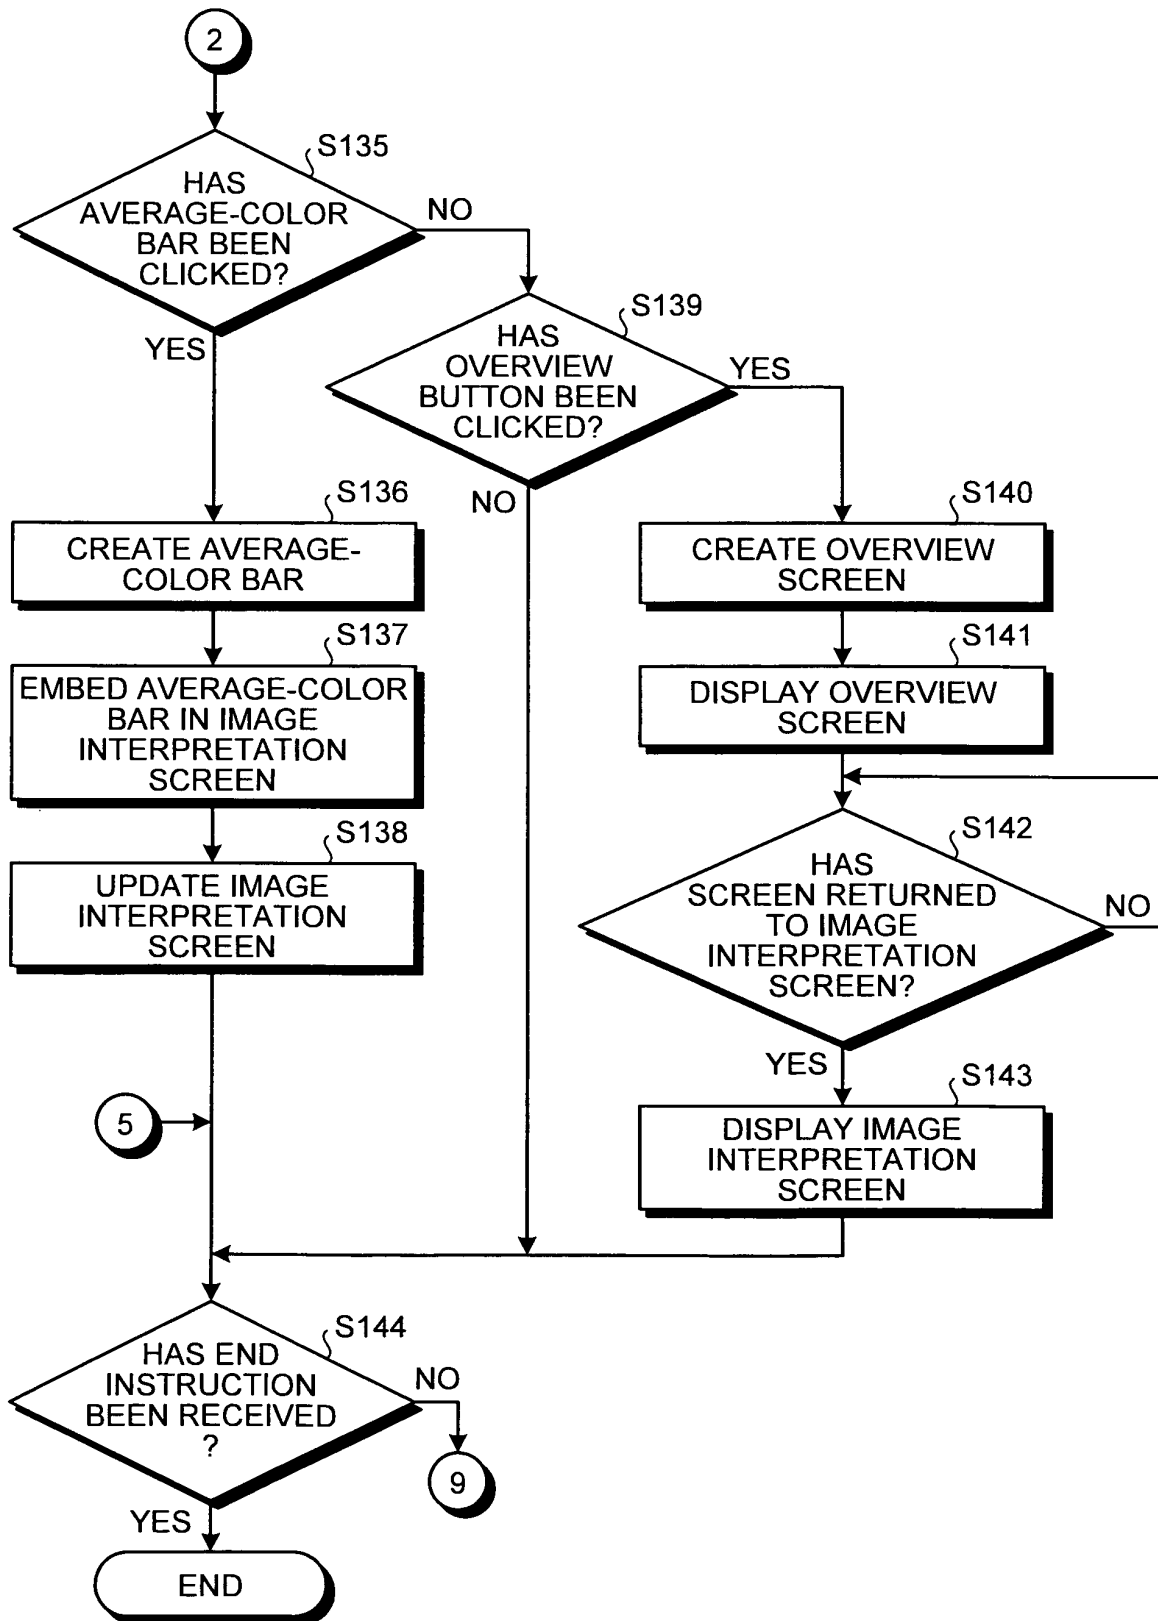 2
S135
HAS
AVERAGE-COLOR
BAR BEEN
CLICKED?
NO
YES
S139
HAS
OVERVIEW
BUTTON BEEN
CLICKED?
YES
NO
S136
CREATE AVERAGE-
COLOR BAR
S140
CREATE OVERVIEW
SCREEN
S137
EMBED AVERAGE-COLOR
BAR IN IMAGE
INTERPRETATION
SCREEN
S141
DISPLAY OVERVIEW
SCREEN
S138
UPDATE IMAGE
INTERPRETATION
SCREEN
S142
HAS
SCREEN RETURNED
TO IMAGE
INTERPRETATION
SCREEN?
NO
YES
5
S143
DISPLAY IMAGE
INTERPRETATION
SCREEN
S144
HAS END
INSTRUCTION
BEEN RECEIVED
?
NO
9
YES
END